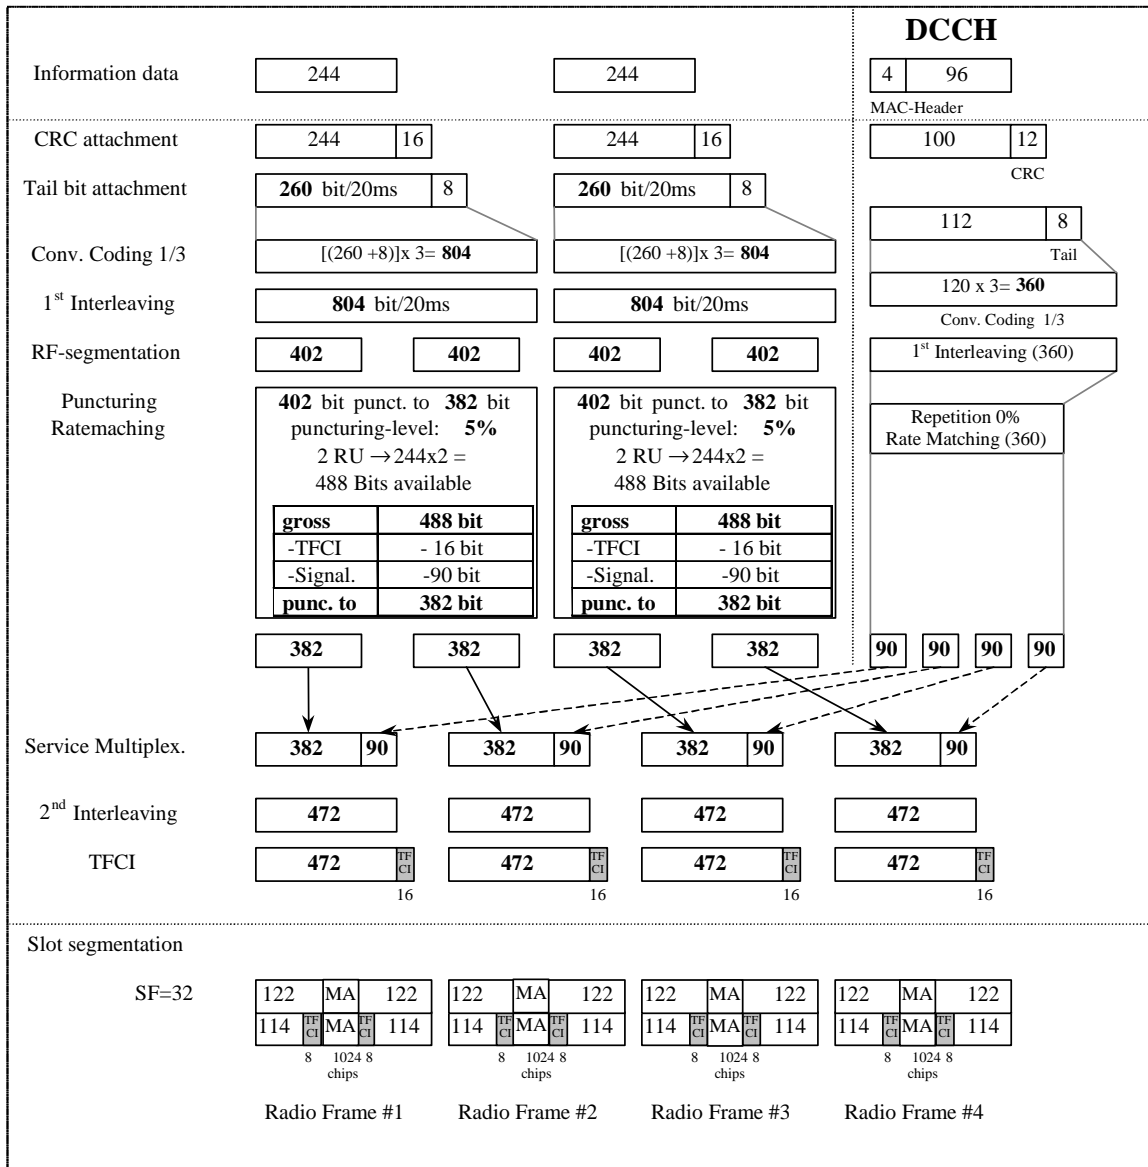 DCCH
Information data
244
244
4
96
MAC-Header
CRC attachment
244
16
244
16
100
12
CRC
Tail bit attachment
260 bit/20ms
8
260 bit/20ms
8
112
8
Tail
Conv. Coding 1/3
[(260 +8)]x 3= 804
[(260 +8)]x 3= 804
120 x 3= 360
Conv. Coding 1/3
1st Interleaving
804 bit/20ms
804 bit/20ms
RF-segmentation
402
402
402
402
1st Interleaving (360)
Puncturing
Ratemaching
402 bit punct. to 382 bit
puncturing-level: 5%
2 RU →244x2 =
488 Bits available
gross 488 bit
-TFCI - 16 bit
-Signal. -90 bit
punc. to 382 bit
402 bit punct. to 382 bit
puncturing-level: 5%
2 RU →244x2 =
488 Bits available
gross 488 bit
-TFCI - 16 bit
-Signal. -90 bit
punc. to 382 bit
Repetition 0%
Rate Matching (360)
382
382
382
382
90
90
90
90
Service Multiplex.
382
90
382
90
382
90
382
90
2nd Interleaving
472
472
472
472
TFCI
472
TF
CI
16
472
TF
CI
16
472
TF
CI
16
472
TF
CI
16
Slot segmentation
SF=32
122 MA 122
114 TF
CI MA TF
CI 114
8 1024 8
chips
122 MA 122
114 TF
CI MA TF
CI 114
8 1024 8
chips
122 MA 122
114 TF
CI MA TF
CI 114
8 1024 8
chips
122 MA 122
114 TF
CI MA TF
CI 114
8 1024 8
chips
Radio Frame #1
Radio Frame #2
Radio Frame #3
Radio Frame #4